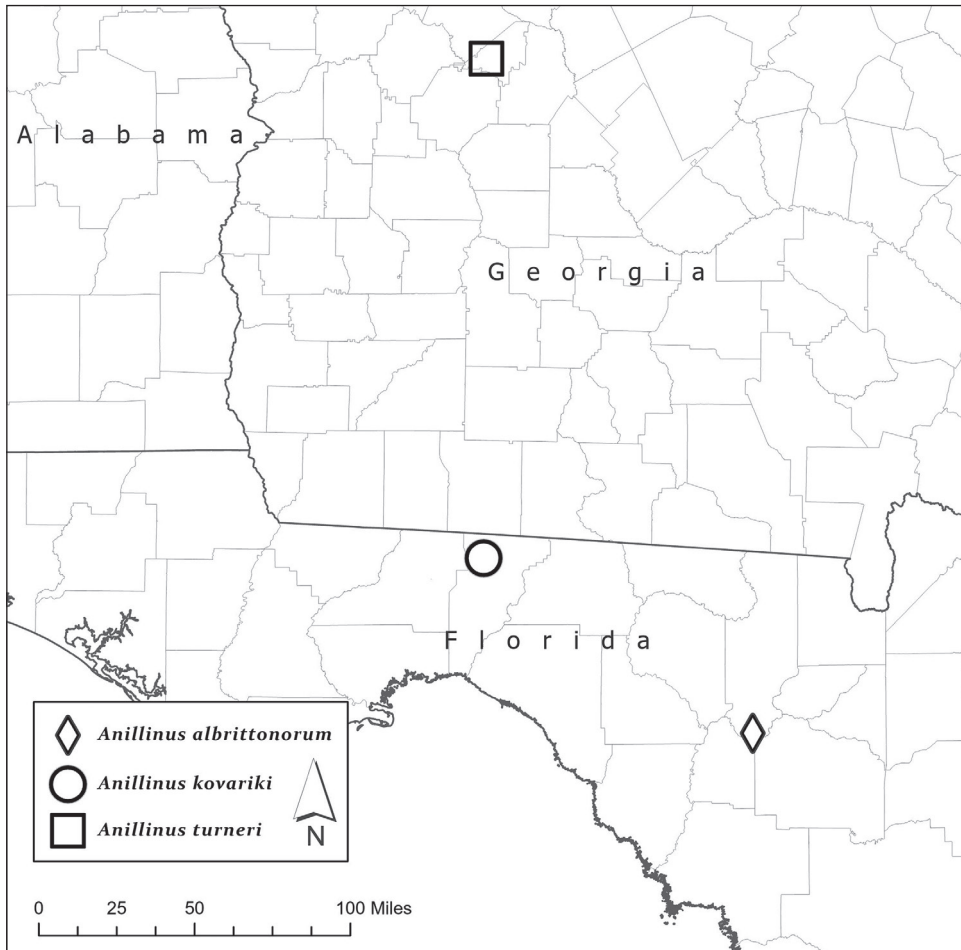 A l a b a m a
G e o r g i a
F l o r i d a
Anillinus albrittonorum
Anillinus kovariki
Anillinus turneri
N
0 25 50 100 Miles